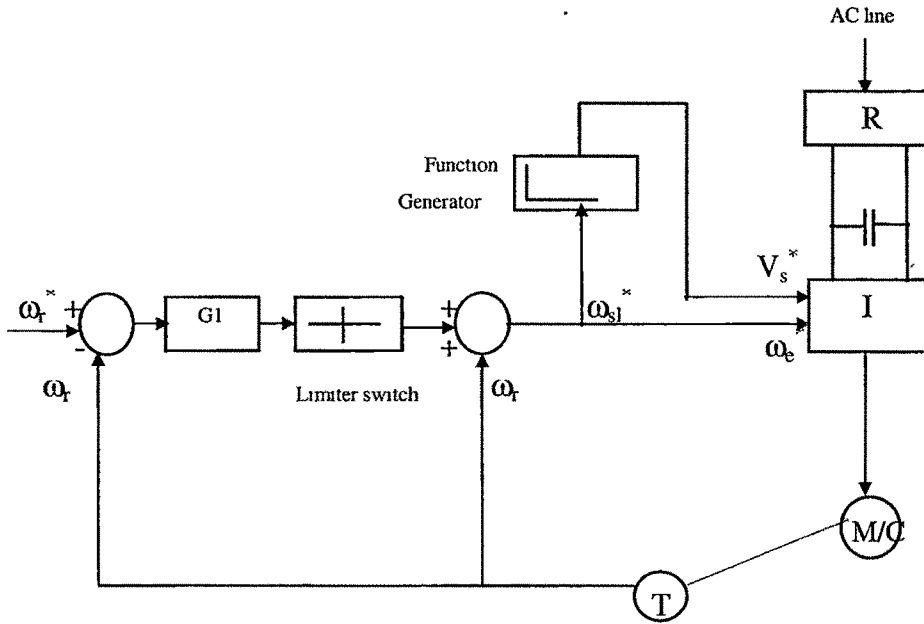 AC line
R
Function
Generator
V_s^*
I
ω_r^* +
G1
+
ω_sl^*
-
+
ω_e^*
ω_r
Limiter switch
ω_r
M/C
T